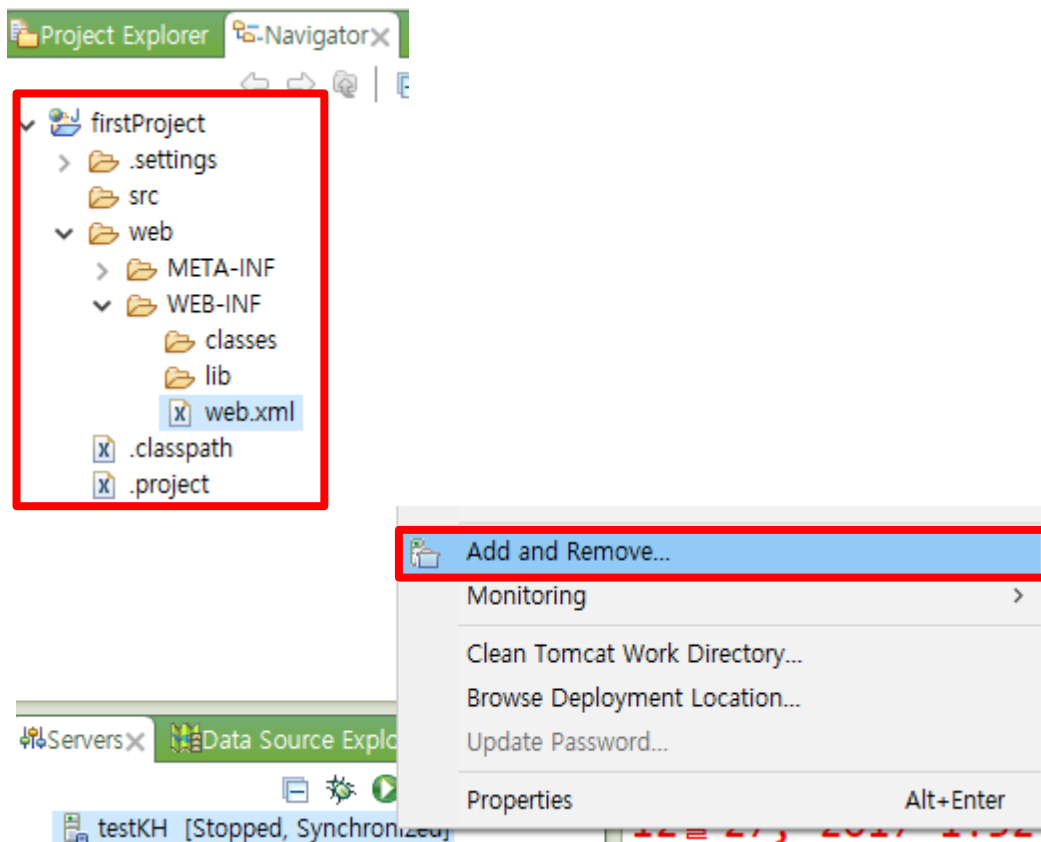 Project Explorer Navigator
firstProject
.settings
src
web
META-INF
WEB-INF
classes
lib
web.xml
.classpath
.project
Add and Remove...
Monitoring
Clean Tomcat Work Directory...
Browse Deployment Location...
Update Password...
Properties Alt+Enter
Servers Data Source Explo
testKH [Stopped, Synchronized]
27, 2017